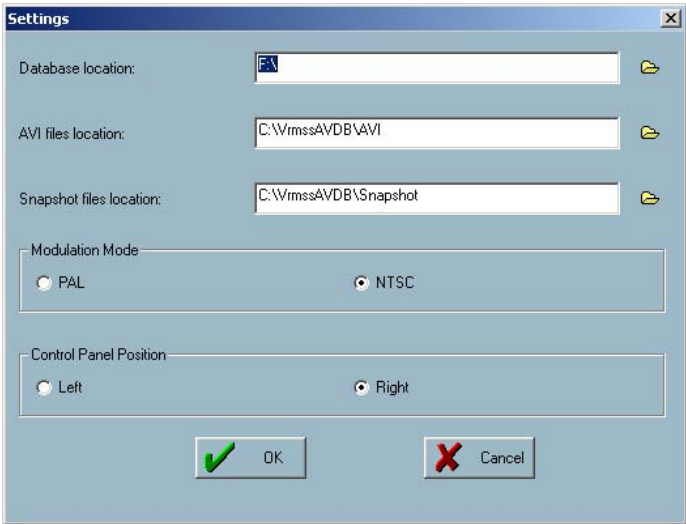 Settings
Database location:
F:\
AVI files location:
C:\VrmssAVDB\AVI
Snapshot files location:
C:\VrmssAVDB\Snapshot
Modulation Mode
PAL
NTSC
Control Panel Position
Left
Right
OK
Cancel